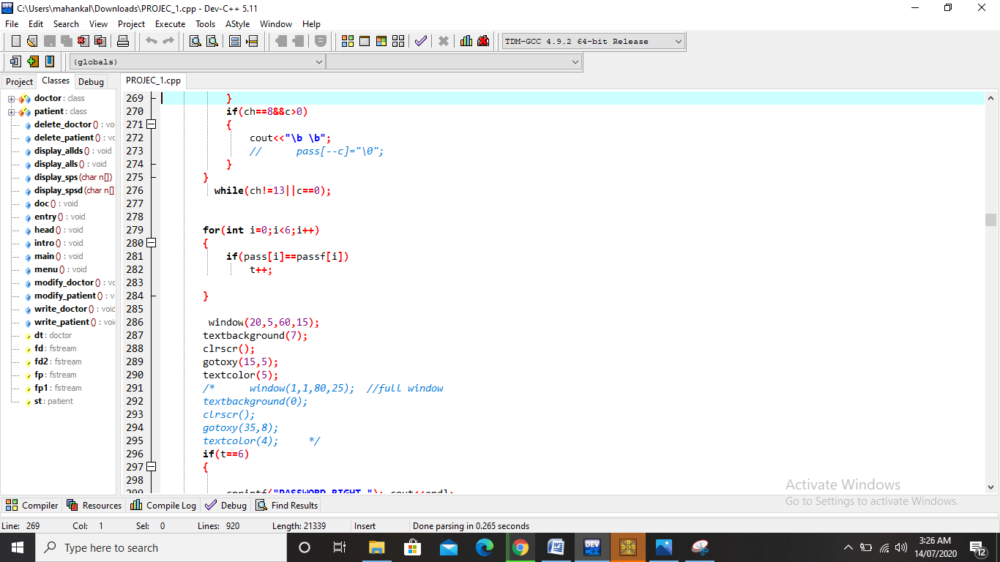 C:\Users\mahankal\Downloads\PROJEC_1.cpp - Dev-C++ 5.11
File Edit Search View Project Execute Tools AStyle Window Help
TDM-GCC 4.9.2 64-bit Release
(globals)
Project Classes Debug
PROJEC_1.cpp
doctor : class
patient : class
delete_doctor () : vo
delete_patient () : vc
display_allds () : void
display_alls () : void
display_sps (char n[])
display_spsd (char n[]
doc () : void
entry () : void
head () : void
intro () : void
main () : void
menu () : void
modify_doctor () : vc
modify_patient () : v
write_doctor () : voic
write_patient () : voi
dt : doctor
fd : fstream
fd2 : fstream
fp : fstream
fp1 : fstream
st : patient
269 }
270 if(ch==8&&c>0)
271 {
272 cout<<"\b \b";
273 // pass[--c]="\0";
274 }
275 }
276 while(ch!=13||c==0);
277
278
279 for(int i=0;i<6;i++)
280 {
281 if(pass[i]==passf[i])
282 t++;
283
284 }
285
286 window(20,5,60,15);
287 textbackground(7);
288 clrscr();
289 gotoxy(15,5);
290 textcolor(5);
291 /* window(1,1,80,25); //full window
292 textbackground(0);
293 clrscr();
294 gotoxy(35,8);
295 textcolor(4); */
296 if(t==6)
297 {
298
299 cprintf("PASSWORD RIGHT "); cout<<endl;
Activate Windows
Go to Settings to activate Windows.
Compiler Resources Compile Log Debug Find Results
Line: 269 Col: 1 Sel: 0 Lines: 920 Length: 21339 Insert Done parsing in 0.265 seconds
Type here to search
DEV
DOS
3:26 AM
14/07/2020
12